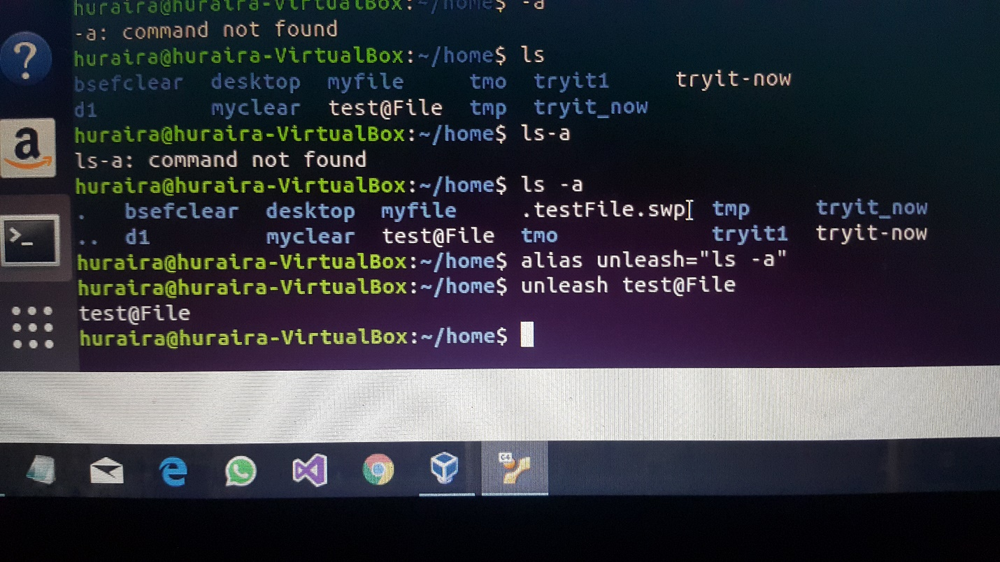 huraira@huraira-VirtualBox:~/home$ -a
-a: command not found
huraira@huraira-VirtualBox:~/home$ ls
bsefclear desktop myfile tmo tryit1 tryit-now
d1 myclear test@File tmp tryit_now
huraira@huraira-VirtualBox:~/home$ ls-a
ls-a: command not found
huraira@huraira-VirtualBox:~/home$ ls -a
. bsefclear desktop myfile .testFile.swp tmp tryit_now
.. d1 myclear test@File tmo tryit1 tryit-now
huraira@huraira-VirtualBox:~/home$ alias unleash="ls -a"
huraira@huraira-VirtualBox:~/home$ unleash test@File
test@File
huraira@huraira-VirtualBox:~/home$
64